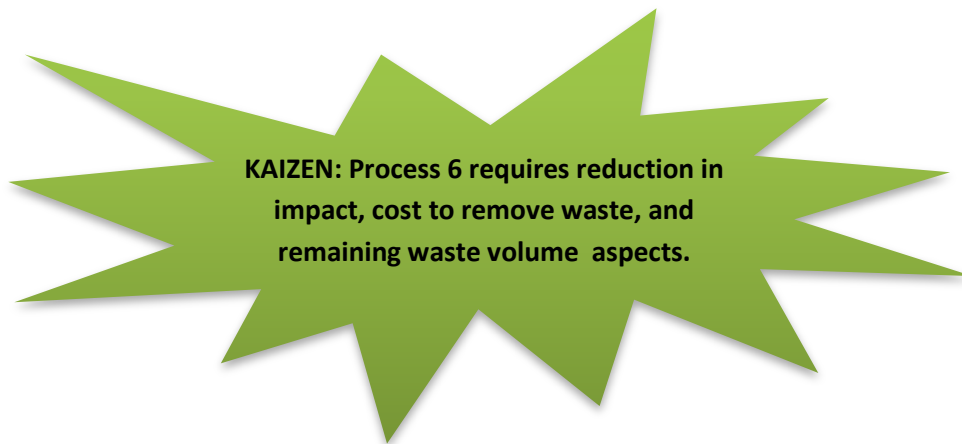 KAIZEN: Process 6 requires reduction in
impact, cost to remove waste, and
remaining waste volume  aspects.